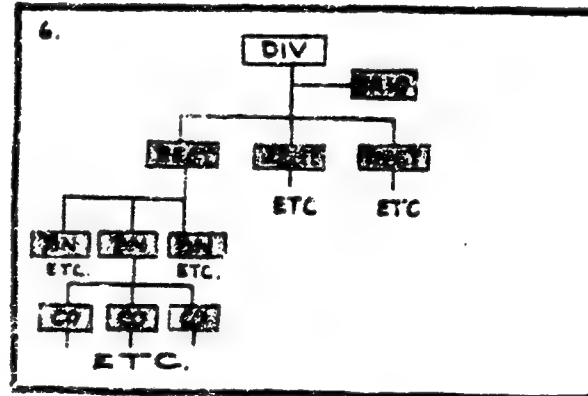 6.
DIV
ETC ETC
BN BN BN
ETC. ETC.
CO CO CO
ETC.